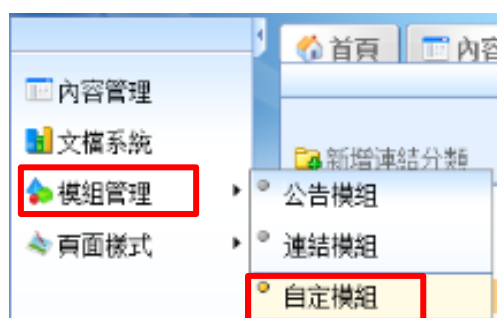 首頁
內容
內容管理
文檔系統
新增連結分類
模組管理
公告模組
頁面樣式
連結模組
自定模組